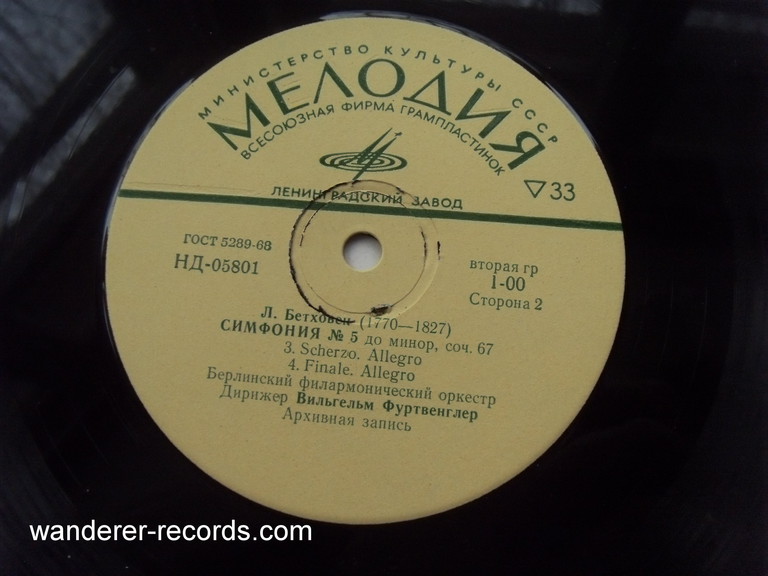 МИНИСТЕРСТВО КУЛЬТУРЫ СССР
МЕЛОДИЯ
ВСЕСОЮЗНАЯ ФИРМА ГРАМПЛАСТИНОК
33
ЛЕНИНГРАДСКИЙ ЗАВОД
ГОСТ 5289-68
НД-05801
вторая гр
1-00
Сторона 2
Л. Бетховен (1770—1827)
СИМФОНИЯ № 5 до минор, соч. 67
3. Scherzo. Allegro
4. Finale. Allegro
Берлинский филармонический оркестр
Дирижер Вильгельм Фуртвенглер
Архивная запись
wanderer-records.com